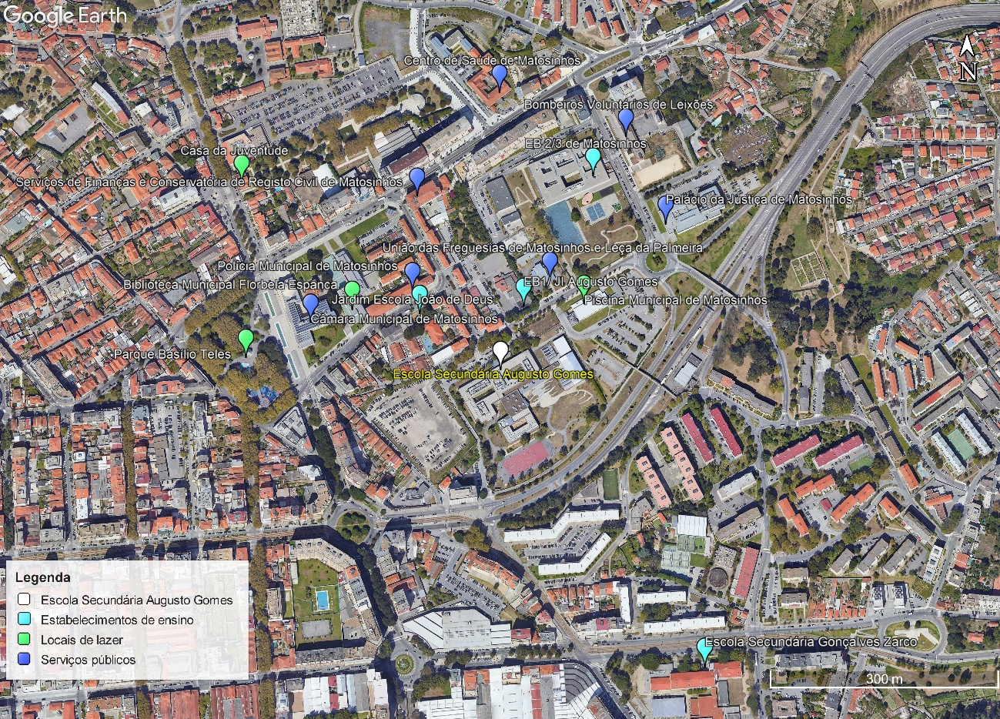 Google Earth
N
Centro de Saúde de Matosinhos
Bombeiros Voluntários de Leixões
EB 2/3 de Matosinhos
Casa da Juventude
Serviços de Finanças e Conservatória de Registo Civil de Matosinhos
Palácio da Justiça de Matosinhos
União das Freguesias de Matosinhos e Leça da Palmeira
Polícia Municipal de Matosinhos
Biblioteca Municipal Florbela Espanca
EB1/ JI Augusto Gomes
Jardim Escola João de Deus
Piscina Municipal de Matosinhos
Câmara Municipal de Matosinhos
Parque Basílio Teles
Escola Secundária Augusto Gomes
Legenda
Escola Secundária Augusto Gomes
Estabelecimentos de ensino
Locais de lazer
Serviços públicos
Escola Secundária Gonçalves Zarco
300 m